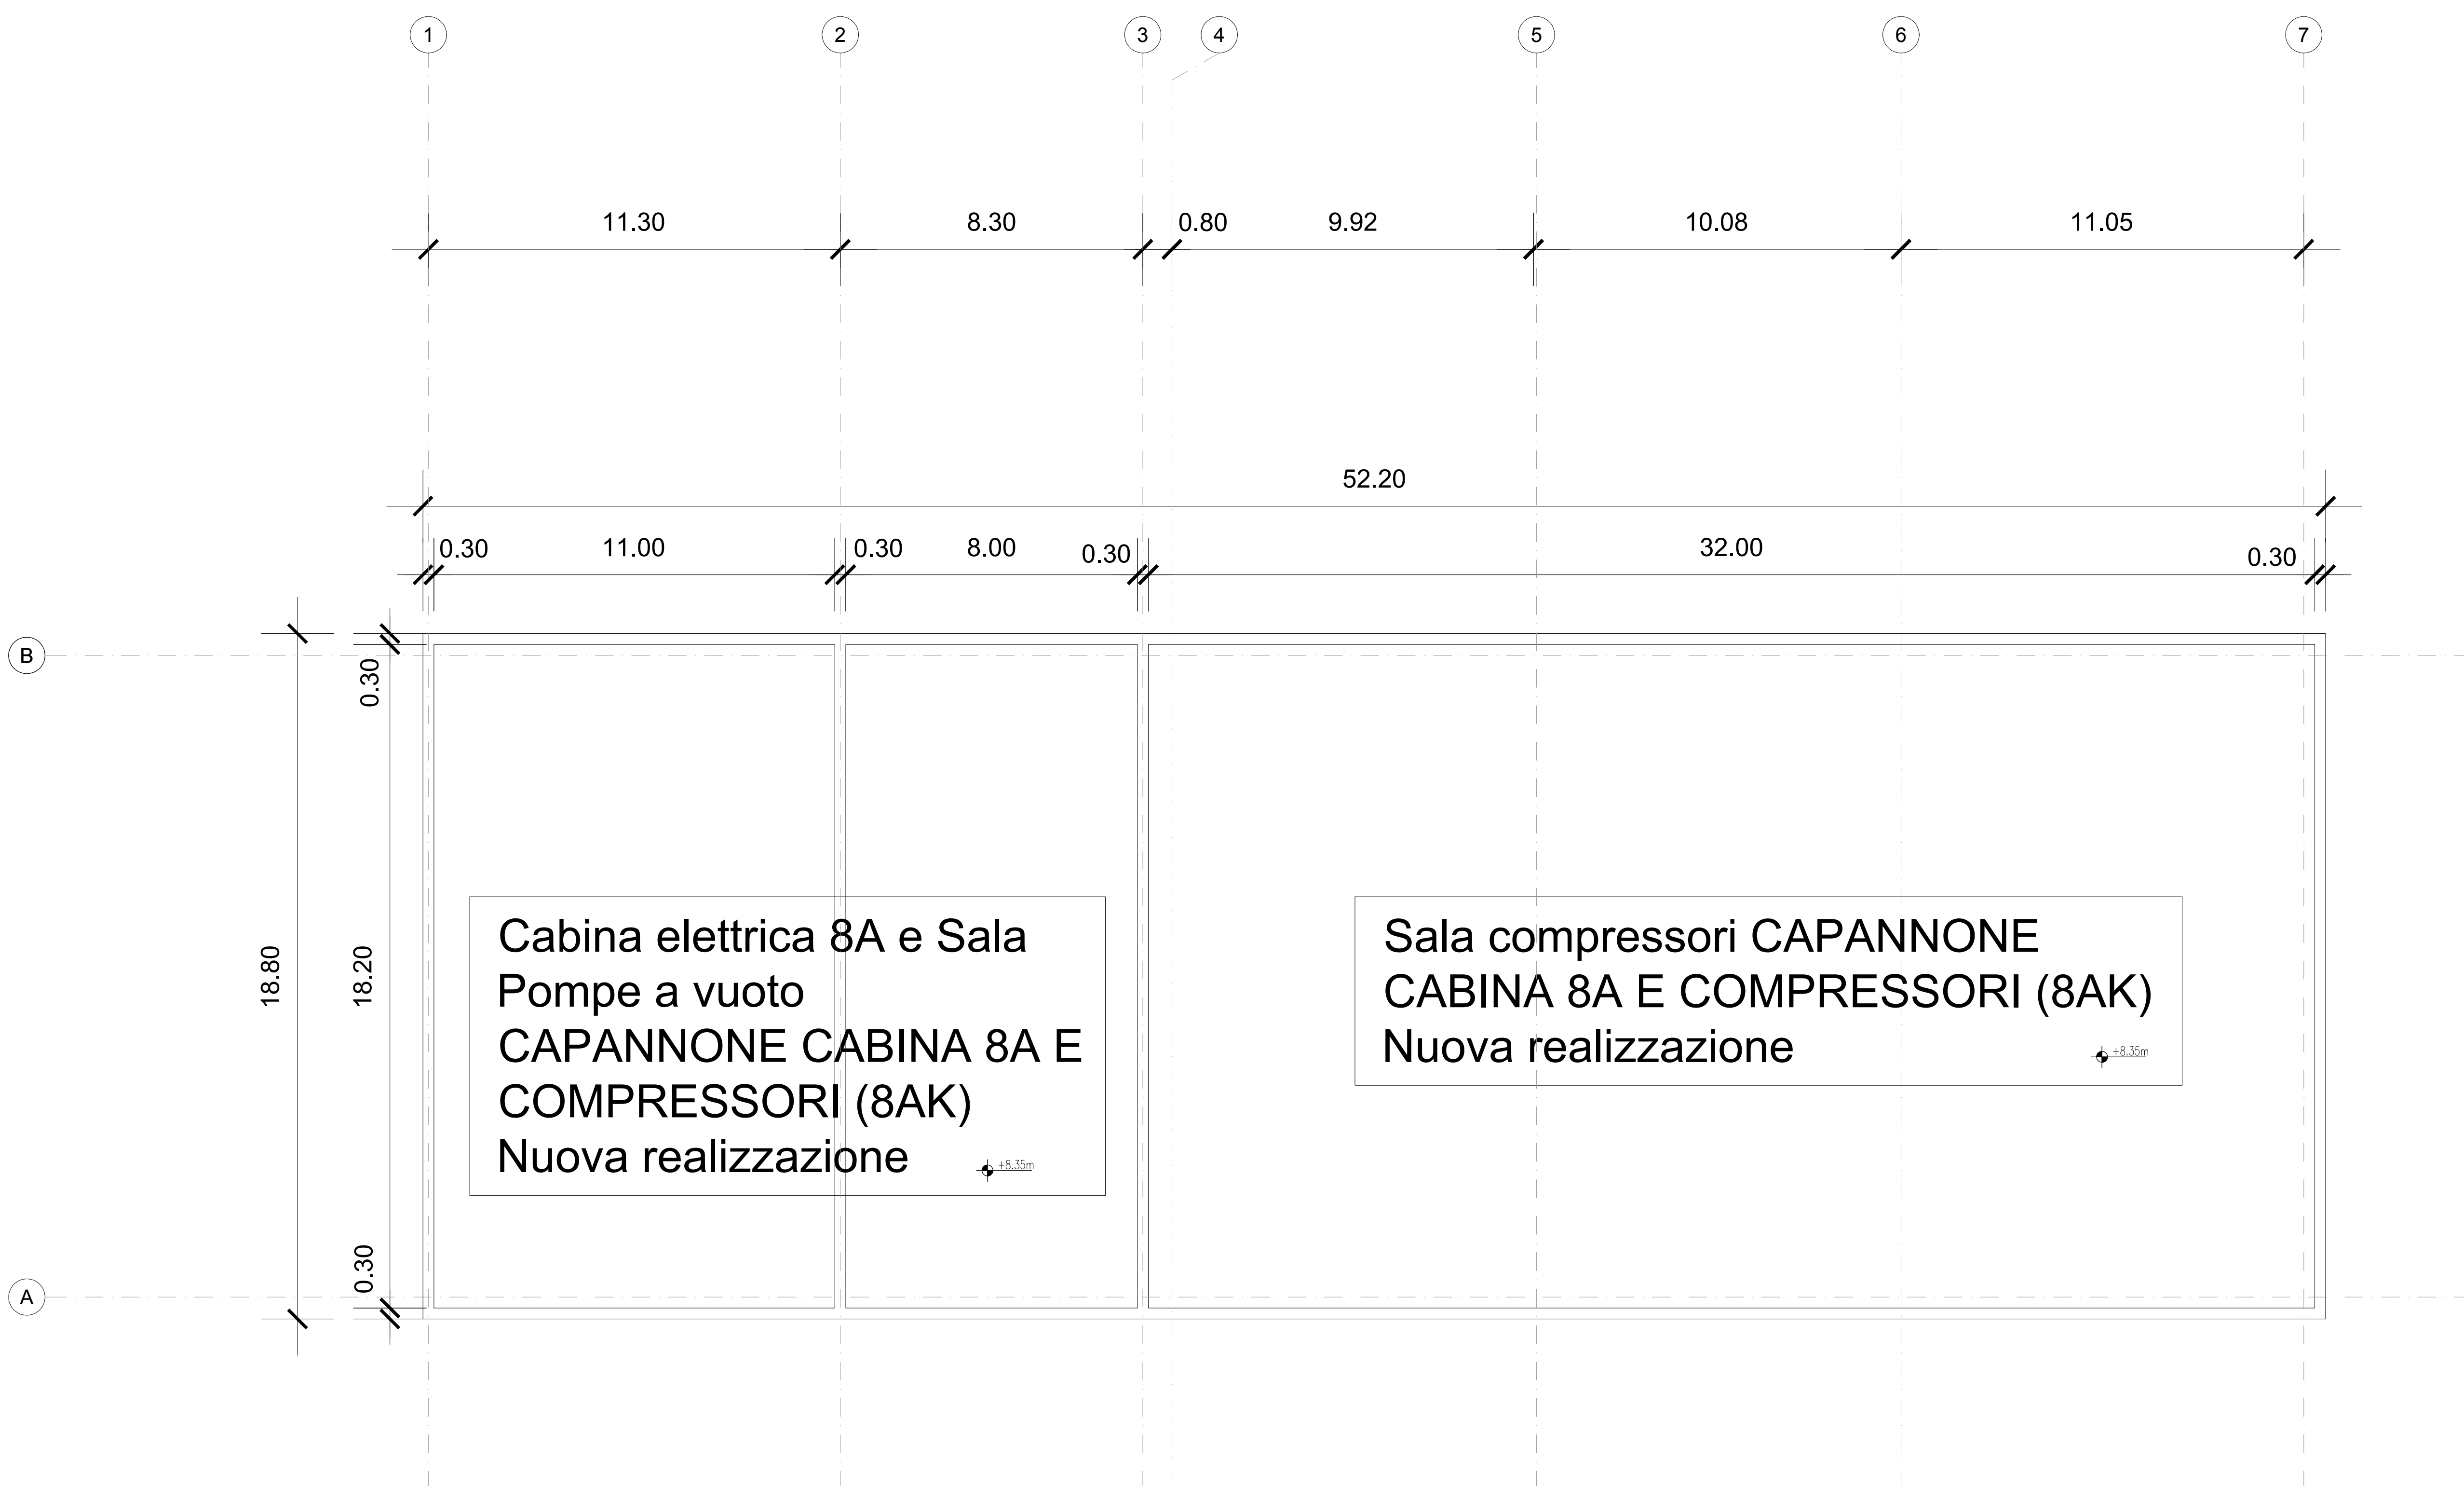 1 2 3 4 5 6 7
11.30 8.30 0.80 9.92 10.08 11.05
52.20
0.30 11.00 0.30 8.00 0.30 32.00 0.30
B
0.30
18.80
18.20
0.30
A
Cabina elettrica 8A e Sala
Pompe a vuoto
CAPANNONE CABINA 8A E
COMPRESSORI (8AK)
Nuova realizzazione
+8.35m
Sala compressori CAPANNONE
CABINA 8A E COMPRESSORI (8AK)
Nuova realizzazione
+8.35m